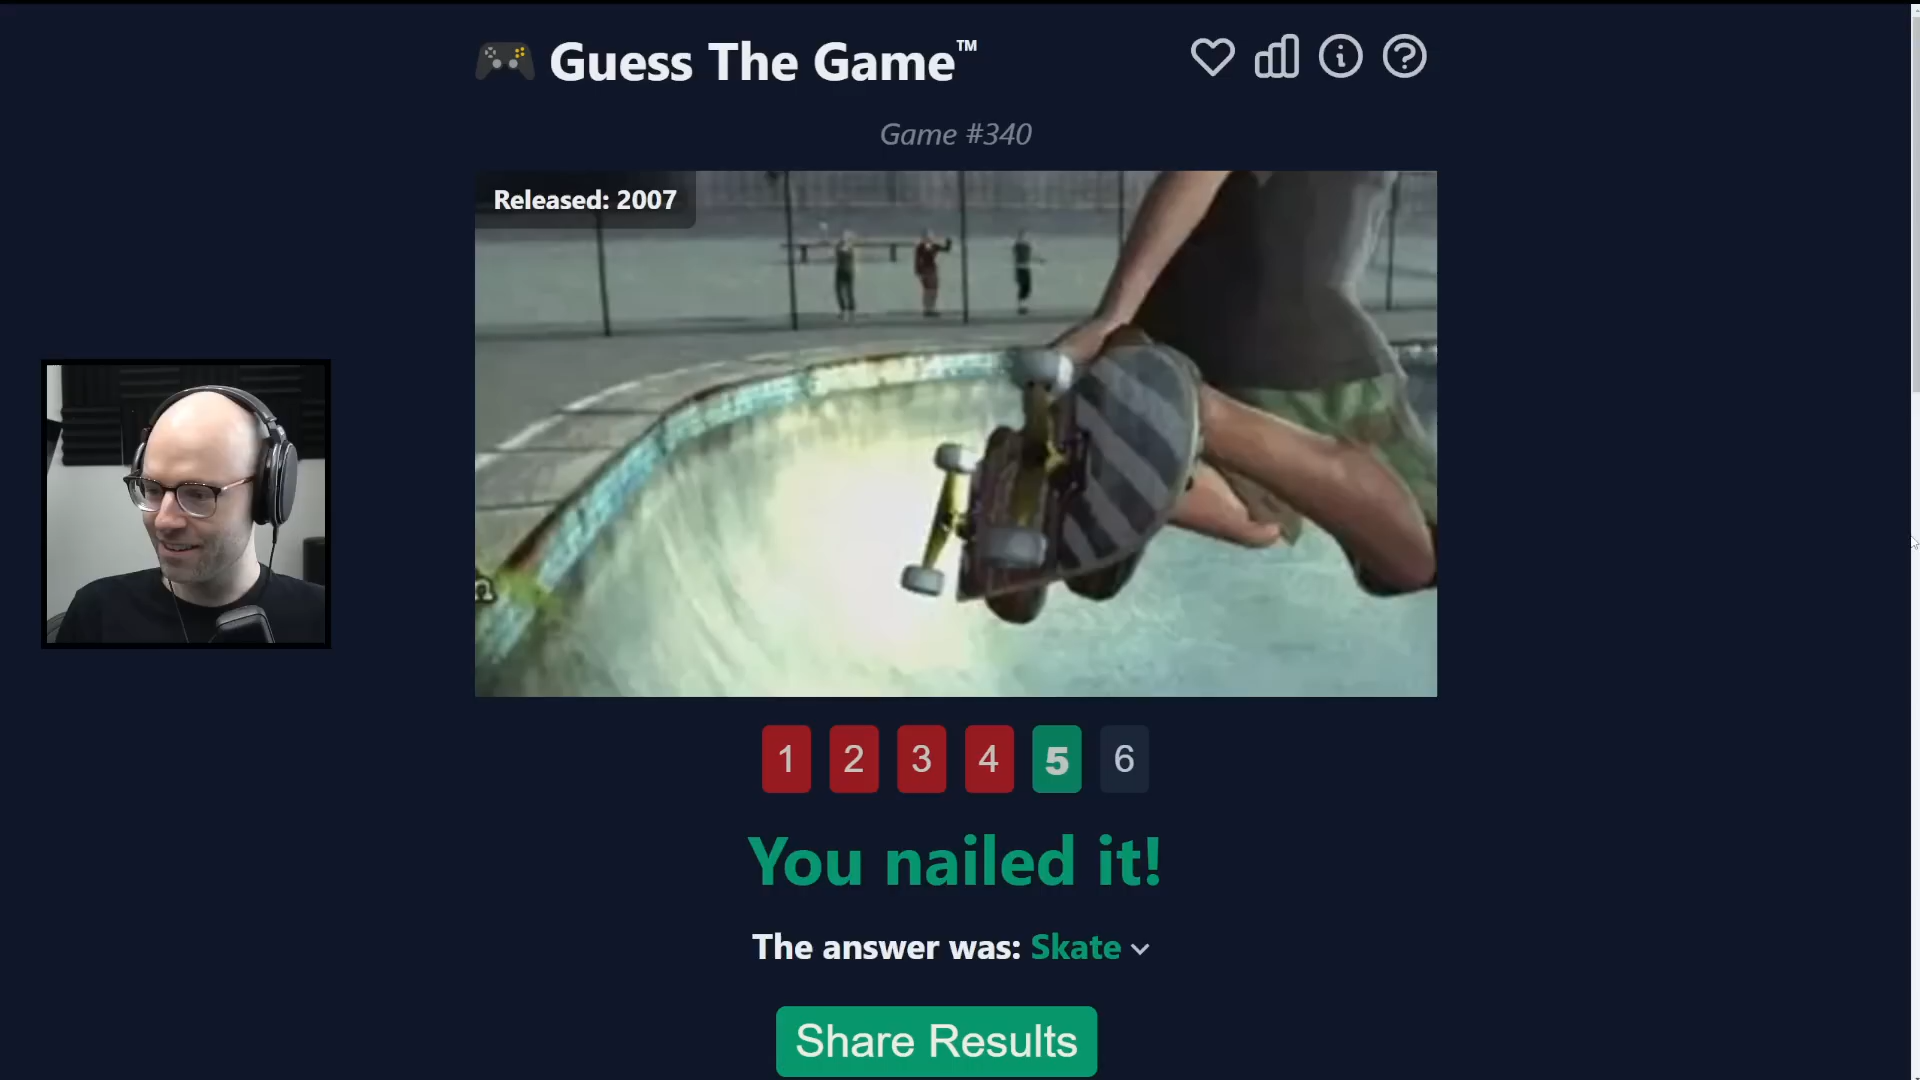 Guess The Game™
Game #340
Released: 2007
1 2 3 4 5 6
You nailed it!
The answer was: Skate
Share Results